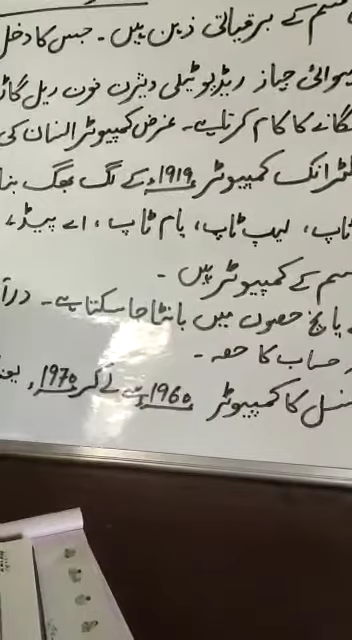 قسم کے برقیاتی ذہن ہیں۔ جس کا دخل
ہوائی جہاز ریڈیو ٹیلی ویژن فون ریل گاڑ
لگانے کا کام کرتا ہے۔ غرض کمپیوٹر انسان کی
کمپیوٹر 1919ء کے لگ بھگ بنا
ٹاپ، لیپ ٹاپ، پام ٹاپ، اے پیڈ،
قسم کے کمپیوٹر ہیں۔
پانچ حصوں میں بانٹا جا سکتا ہے۔ درآ
حساب کا حصہ۔
نسل کا کمپیوٹر 1960ء سے لے کر 1970ء یعنی